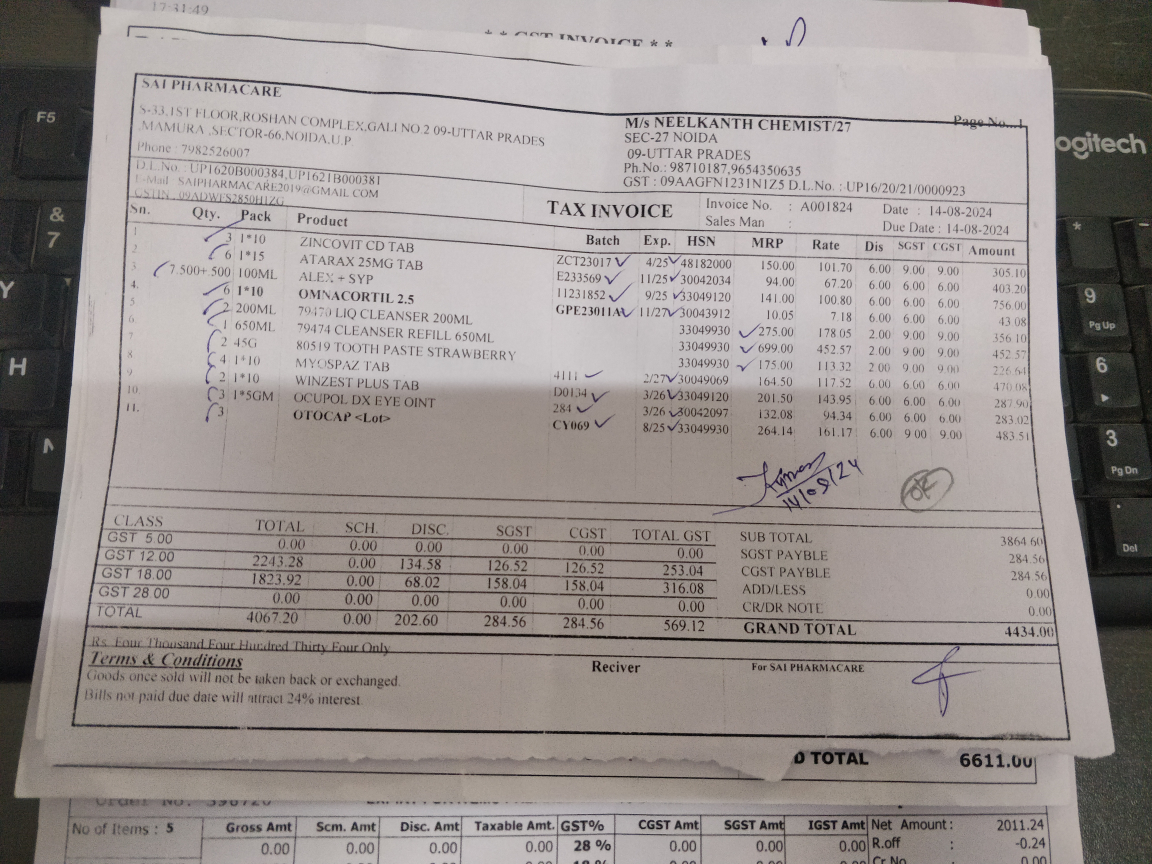 17:31:49
* * GST INVOICE * *
SAI PHARMACARE
S-33,1ST FLOOR,ROSHAN COMPLEX,GALI NO.2 09-UTTAR PRADES
MAMURA ,SECTOR-66,NOIDA,U.P.
Phone : 7982526007
D.L.No. : UP1620B000384,UP1621B000381
E-Mail : SAIPHARMACARE2019@GMAIL.COM
GSTIN : 09ADWFS2850H1ZG
Page No..1
M/s NEELKANTH CHEMIST/27
SEC-27 NOIDA
09-UTTAR PRADES
Ph.No.: 98710187,9654350635
GST : 09AAGFN1231N1Z5 D.L.No. : UP16/20/21/0000923
TAX INVOICE
Invoice No. : A001824 Date : 14-08-2024
Sales Man : Due Date : 14-08-2024
Sn. Qty. Pack Product Batch Exp. HSN MRP Rate Dis SGST CGST Amount
1 3 1*10 ZINCOVIT CD TAB ZCT23017 4/25 48182000 150.00 101.70 6.00 9.00 9.00 305.10
2. 6 1*15 ATARAX 25MG TAB E233569 11/25 30042034 94.00 67.20 6.00 6.00 6.00 403.20
3 7.500+ 500 100ML ALEX + SYP 11231852 9/25 33049120 141.00 100.80 6.00 6.00 6.00 756.00
4. 6 1*10 OMNACORTIL 2.5 GPE23011A 11/27 30043912 10.05 7.18 6.00 6.00 6.00 43.08
5. 2 200ML 79470 LIQ CLEANSER 200ML 33049930 275.00 178.05 2.00 9.00 9.00 356.10
6. 1 650ML 79474 CLEANSER REFILL 650ML 33049930 699.00 452.57 2.00 9.00 9.00 452.57
7. 2 45G 80519 TOOTH PASTE STRAWBERRY 33049930 175.00 113.32 2.00 9.00 9.00 226.64
8. 4 1*10 MYOSPAZ TAB 4111 2/27 30049069 164.50 117.52 6.00 6.00 6.00 470.08
9. 2 1*10 WINZEST PLUS TAB D0134 3/26 33049120 201.50 143.95 6.00 6.00 6.00 287.90
10. 3 1*5GM OCUPOL DX EYE OINT 284 3/26 30042097 132.08 94.34 6.00 6.00 6.00 283.02
11. 3 OTOCAP <Lot> CY069 8/25 33049930 264.14 161.17 6.00 9.00 9.00 483.51
14/08/24
OK
CLASS TOTAL SCH. DISC. SGST CGST TOTAL GST
GST 5.00 0.00 0.00 0.00 0.00 0.00 0.00
GST 12.00 2243.28 0.00 134.58 126.52 126.52 253.04
GST 18.00 1823.92 0.00 68.02 158.04 158.04 316.08
GST 28.00 0.00 0.00 0.00 0.00 0.00 0.00
TOTAL 4067.20 0.00 202.60 284.56 284.56 569.12
SUB TOTAL 3864.60
SGST PAYBLE 284.56
CGST PAYBLE 284.56
ADD/LESS 0.00
CR/DR NOTE 0.00
GRAND TOTAL 4434.00
Rs. Four Thousand Four Hundred Thirty Four Only
Terms & Conditions
Goods once sold will not be taken back or exchanged.
Bills not paid due date will attract 24% interest.
Reciver
For SAI PHARMACARE
D TOTAL 6611.00
Order No. 398720
No of Items : 5 Gross Amt Scm. Amt Disc. Amt Taxable Amt. GST% CGST Amt SGST Amt IGST Amt Net Amount : 2011.24
0.00 0.00 0.00 0.00 28 % 0.00 0.00 0.00 R.off : -0.24
Cr No 0.00
F5
&
7
Y
H
N
ogitech
*
9
Pg Up
6
3
Pg Dn
.
Del